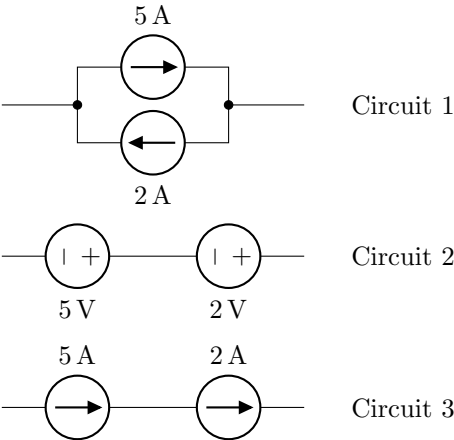 5 A
Circuit 1
2 A
− +
− +
Circuit 2
5 V
2 V
5 A
2 A
Circuit 3